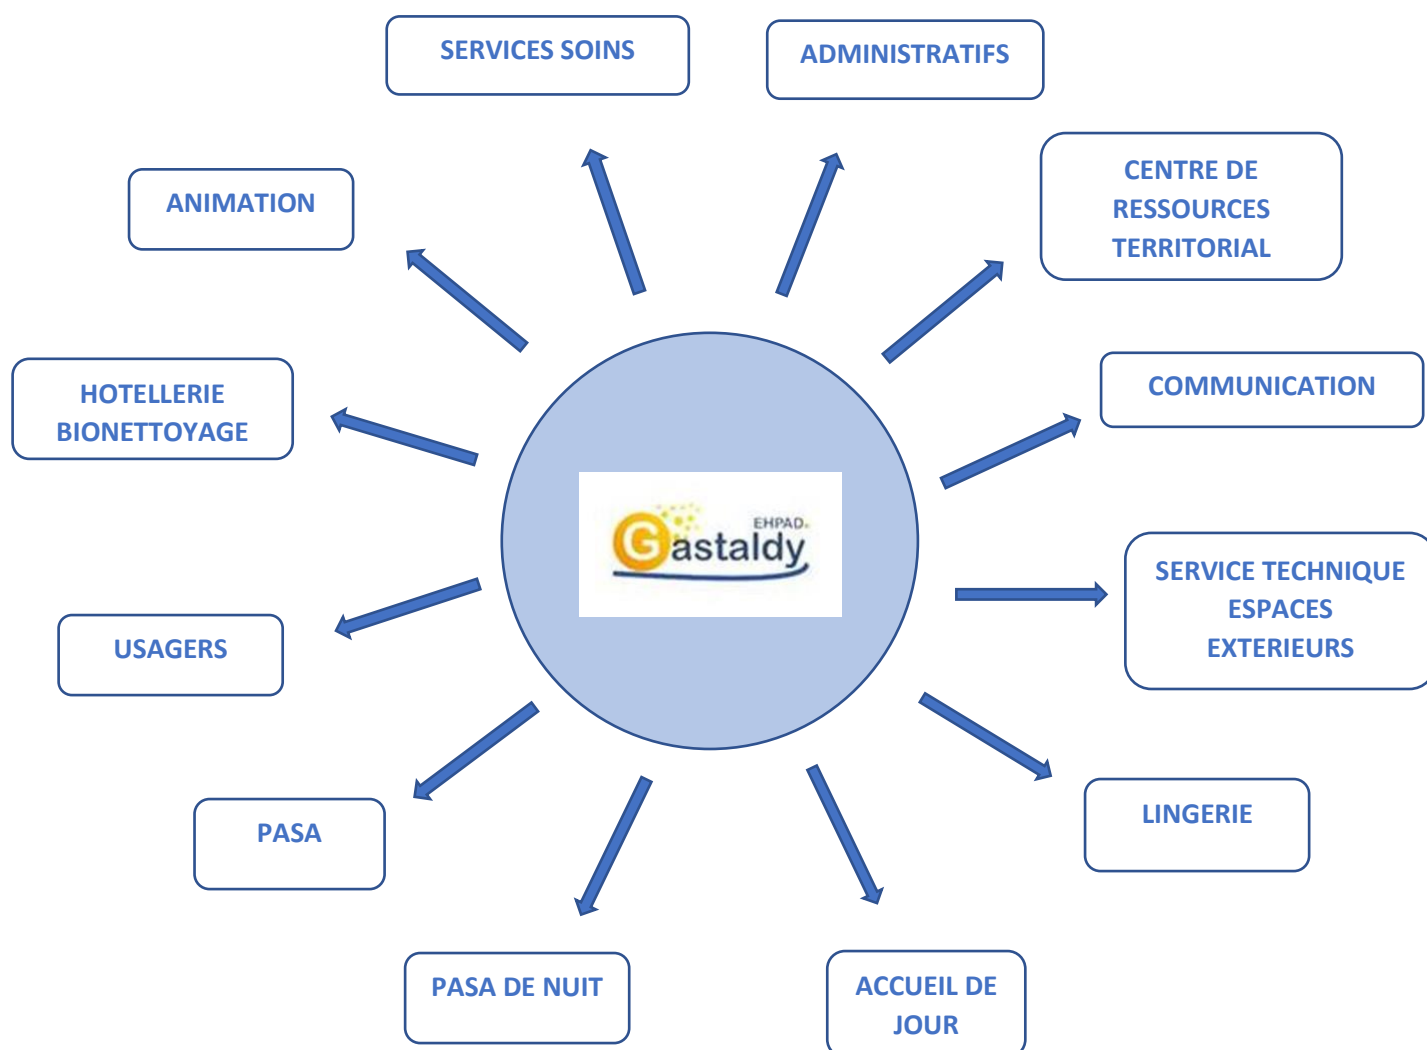 SERVICES SOINS
ADMINISTRATIFS
CENTRE DE
RESSOURCES
TERRITORIAL
ANIMATION
COMMUNICATION
HOTELLERIE
BIONETTOYAGE
EHPAD
Gastaldy
SERVICE TECHNIQUE
ESPACES
EXTERIEURS
USAGERS
LINGERIE
PASA
PASA DE NUIT
ACCUEIL DE
JOUR